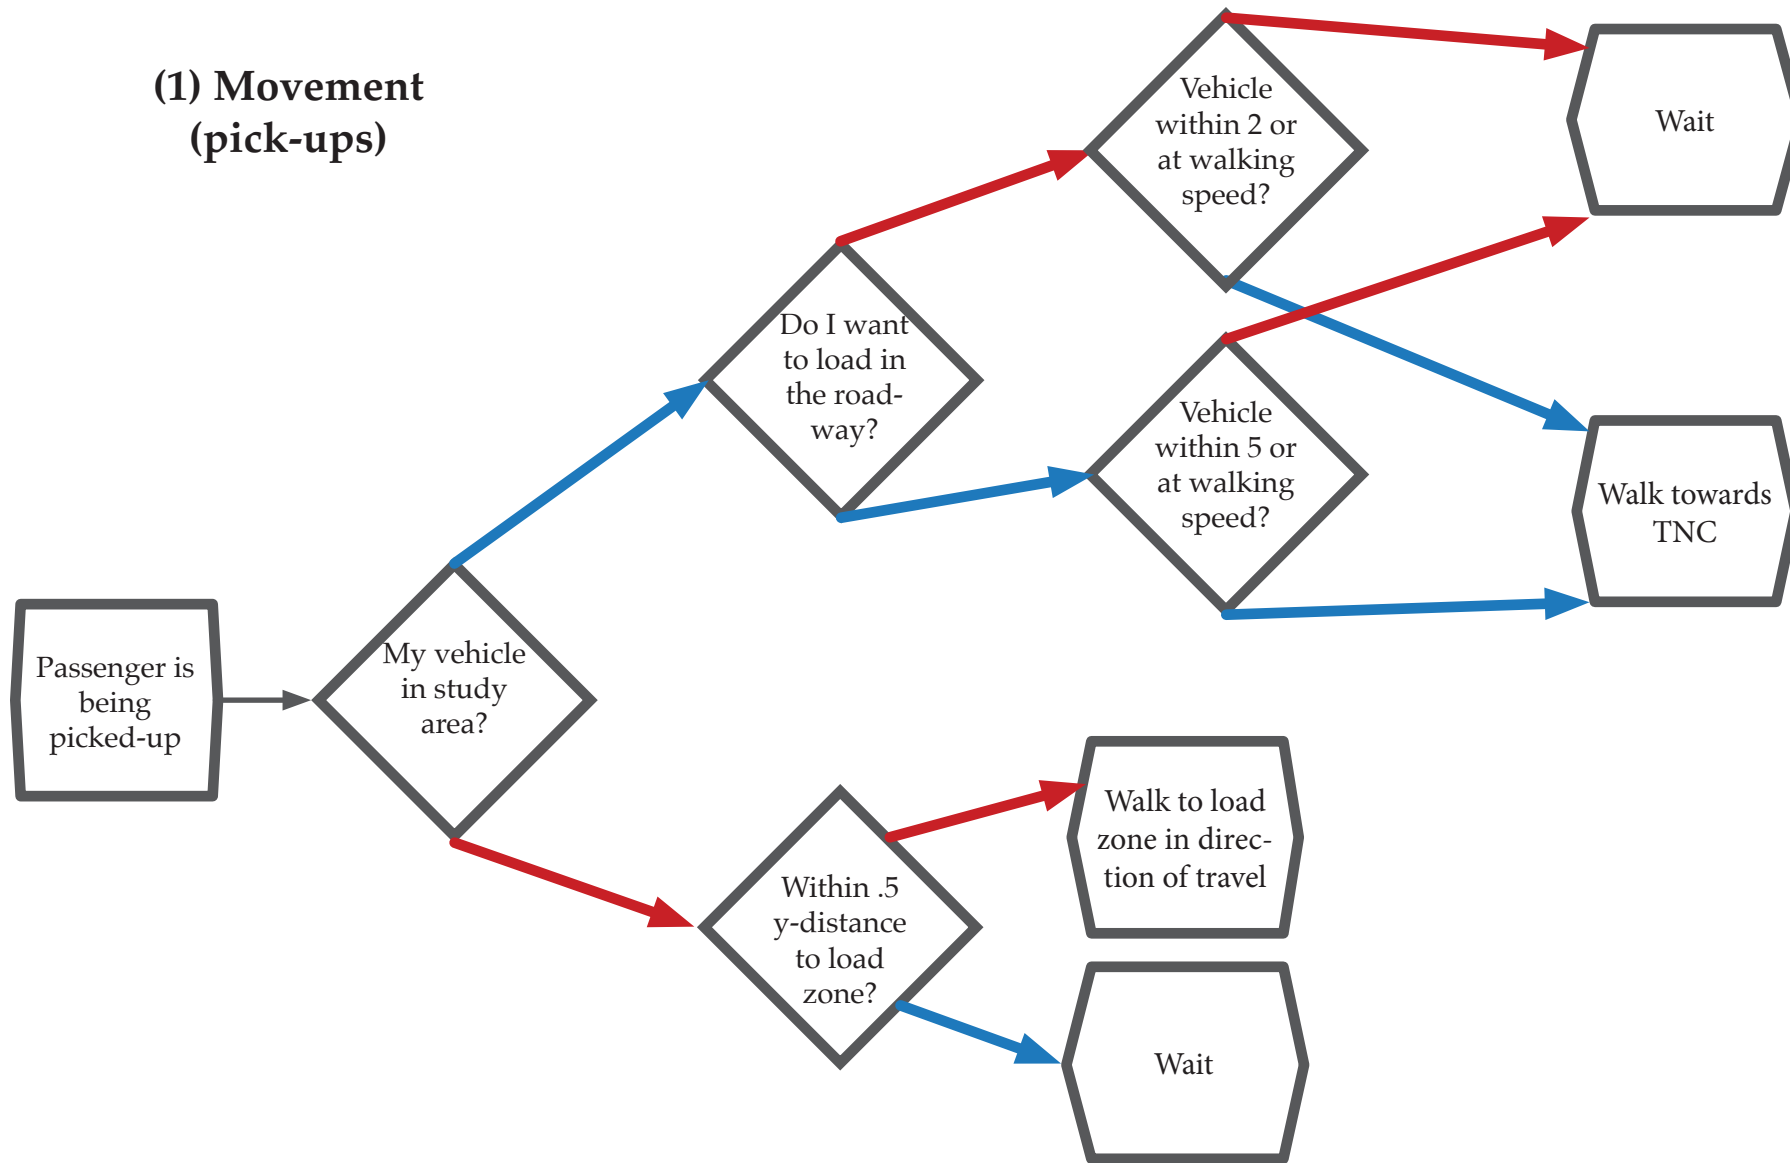 (1) Movement
(pick-ups)
Vehicle
within 2 or
at walking
speed?
Wait
Do I want
to load in
the road-
way?
Vehicle
within 5 or
at walking
speed?
Walk towards
TNC
Passenger is
being
picked-up
My vehicle
in study
area?
Walk to load
zone in direc-
tion of travel
Within .5
y-distance
to load
zone?
Wait